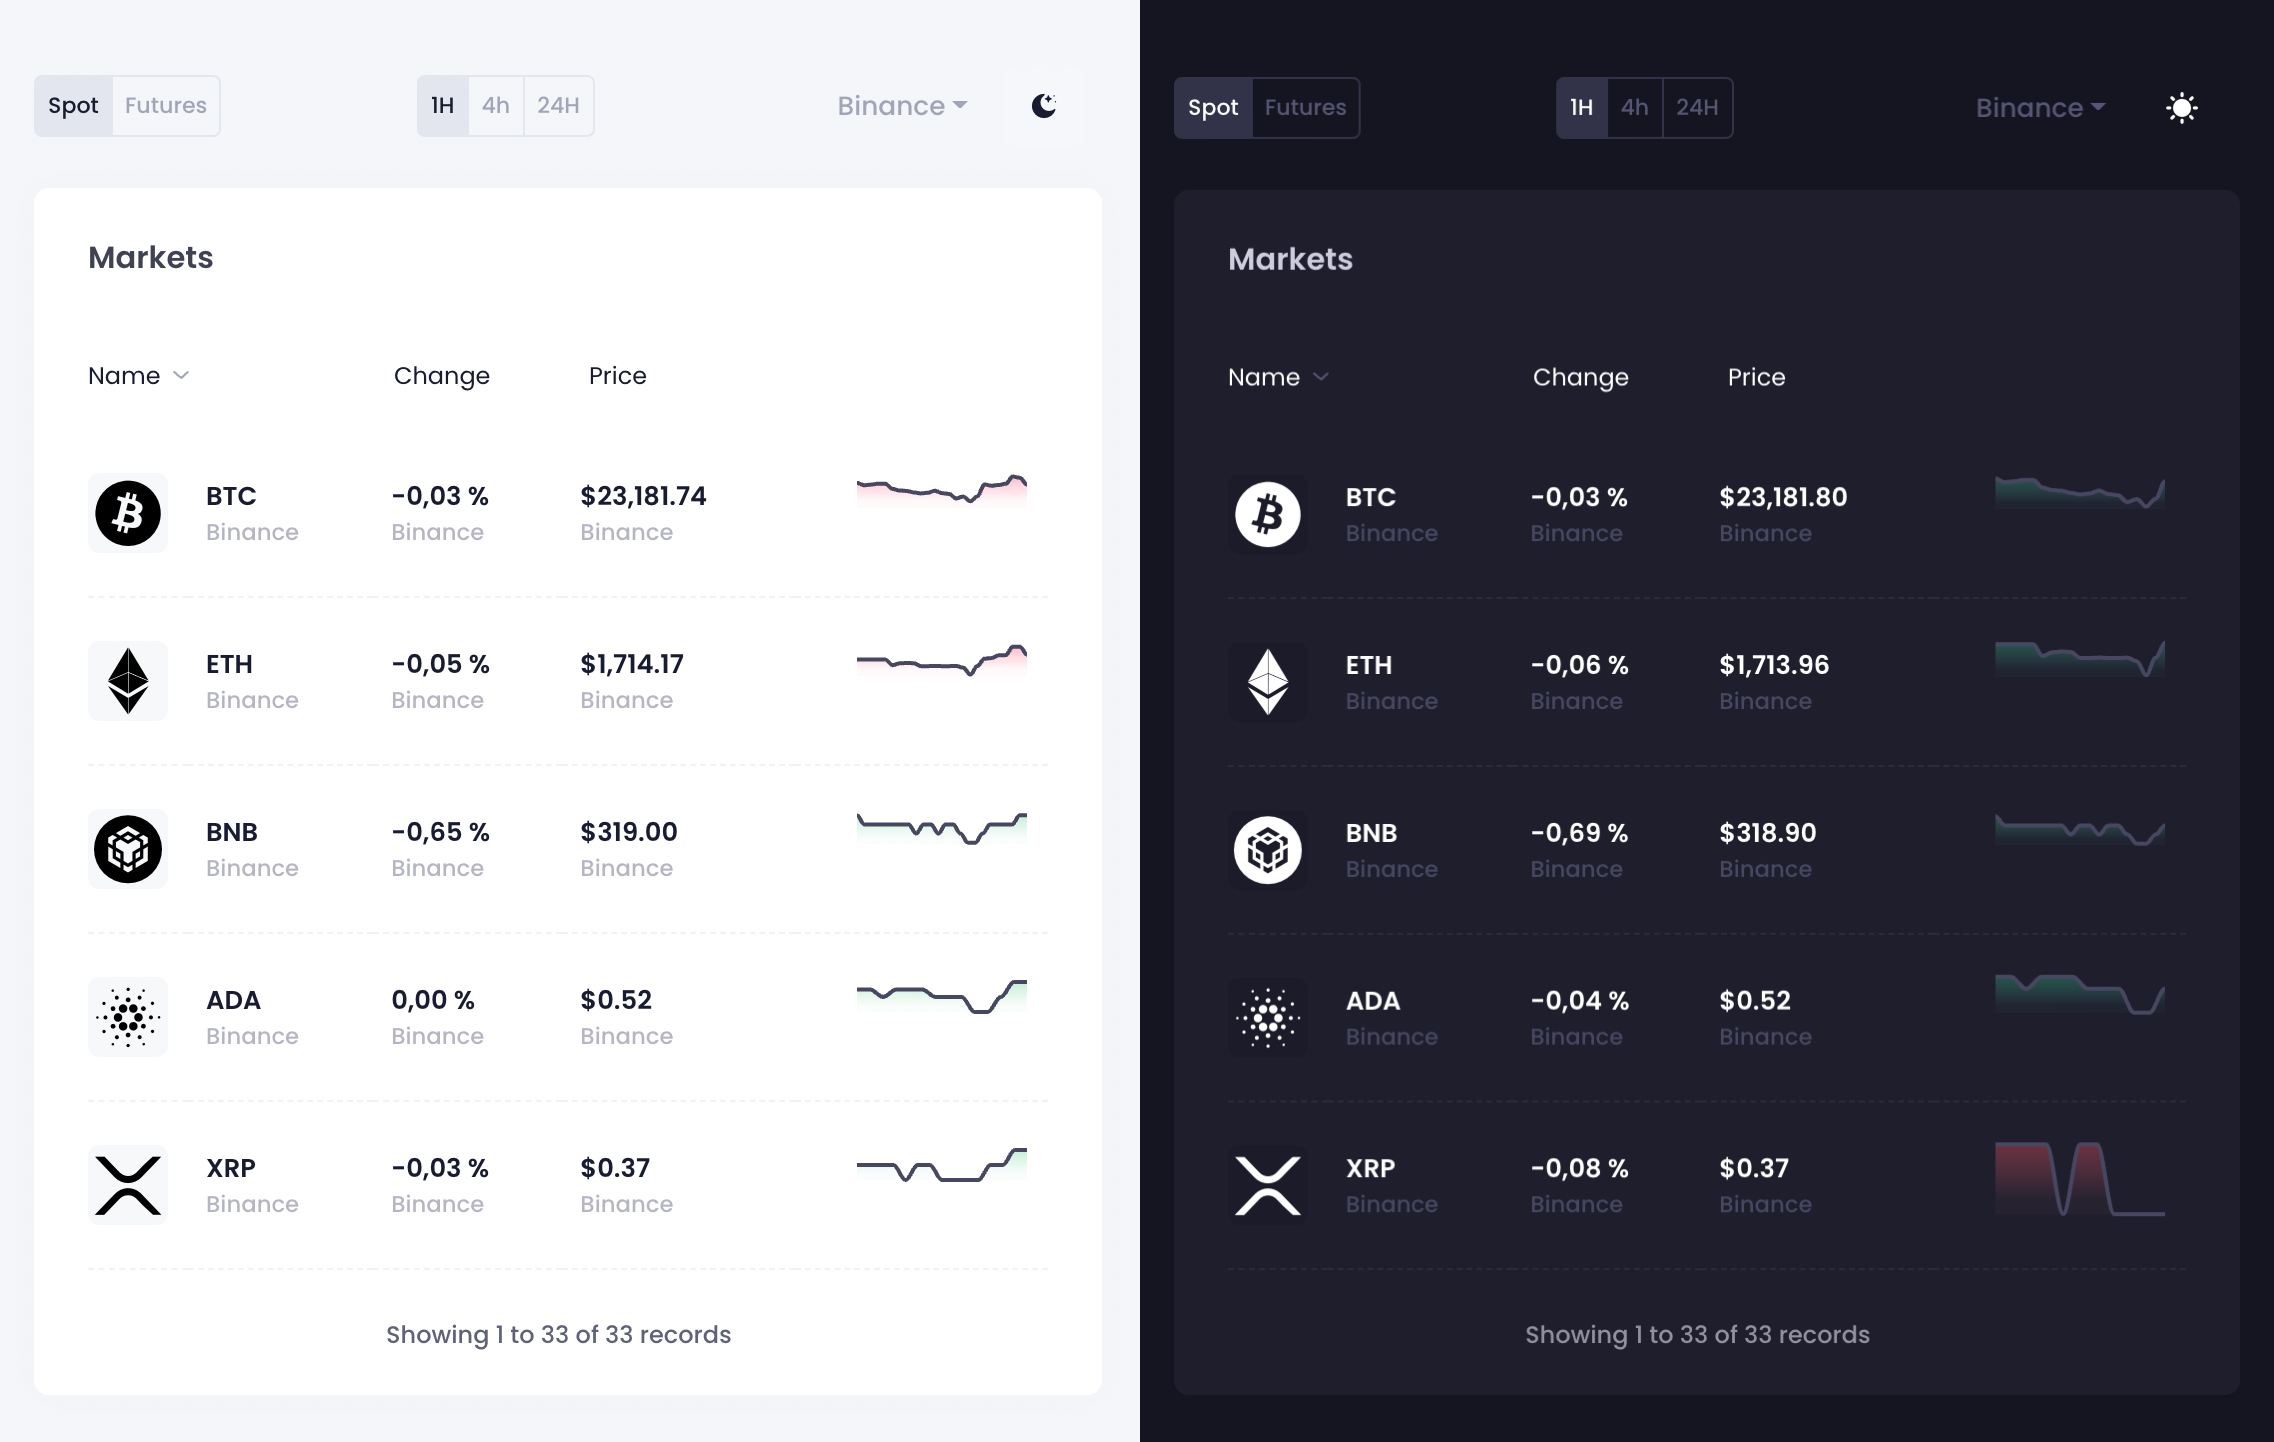 Spot Futures 1H 4h 24H Binance
Markets
Name Change Price
BTC -0,03 % $23,181.74
Binance Binance Binance
ETH -0,05 % $1,714.17
Binance Binance Binance
BNB -0,65 % $319.00
Binance Binance Binance
ADA 0,00 % $0.52
Binance Binance Binance
XRP -0,03 % $0.37
Binance Binance Binance
Showing 1 to 33 of 33 records
Spot Futures 1H 4h 24H Binance
Markets
Name Change Price
BTC -0,03 % $23,181.80
Binance Binance Binance
ETH -0,06 % $1,713.96
Binance Binance Binance
BNB -0,69 % $318.90
Binance Binance Binance
ADA -0,04 % $0.52
Binance Binance Binance
XRP -0,08 % $0.37
Binance Binance Binance
Showing 1 to 33 of 33 records